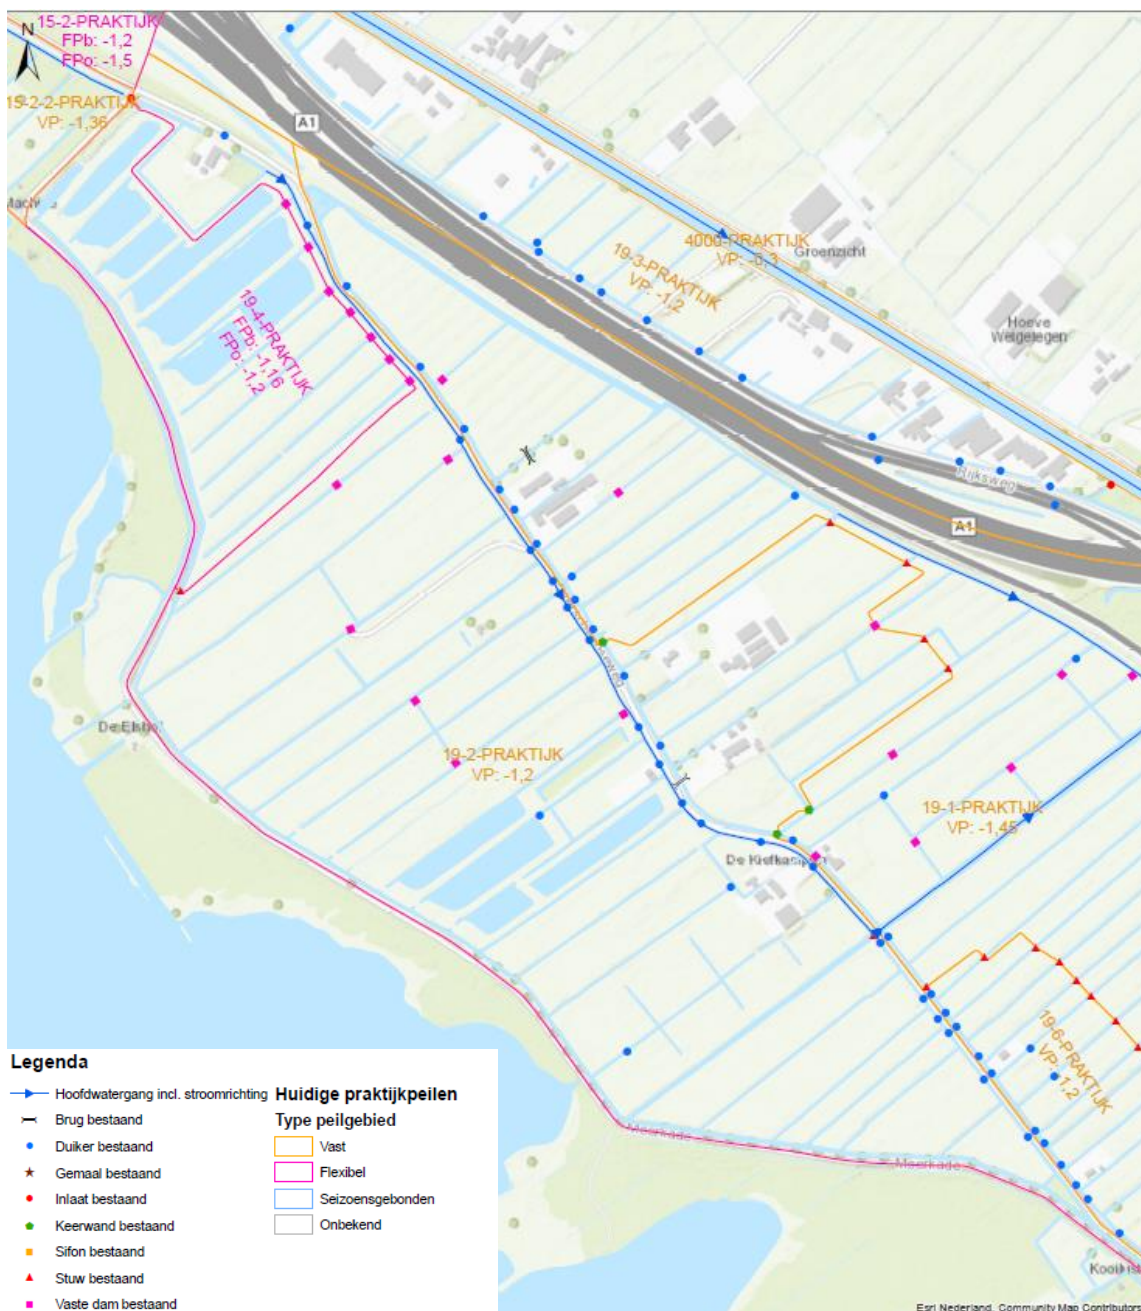 15-2-PRAKTIJK
FPb: -1,2
FPo: -1,5
N
15-2-2-PRAKTIJK
VP: -1,36
A1
4000-PRAKTIJK
VP: -0,3
Groenzicht
19-3-PRAKTIJK
VP: -1,2
Hoeve
Welgelegen
19-4-PRAKTIJK
FPb: -1,16
FPo: -1,2
Rijksweg
A1
De Elshof
19-2-PRAKTIJK
VP: -1,2
19-1-PRAKTIJK
VP: -1,45
19-6-PRAKTIJK
VP: -1,2
Meerkade
Meerkade
Legenda
Hoofdwatergang incl. stroomrichting
Brug bestaand
Duiker bestaand
Gemaal bestaand
Inlaat bestaand
Keerwand bestaand
Sifon bestaand
Stuw bestaand
Vaste dam bestaand
Huidige praktijkpeilen
Type peilgebied
Vast
Flexibel
Seizoensgebonden
Onbekend
Esri Nederland, Community Map Contributors